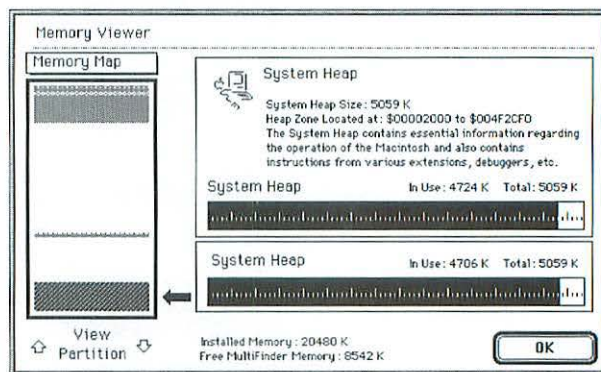 Memory Viewer
Memory Map
System Heap
System Heap Size: 5059 K
Heap Zone Located at: $00002000 to $004F2CF0
The System Heap contains essential information regarding
the operation of the Macintosh and also contains
instructions from various extensions, debuggers, etc.
System Heap In Use: 4724 K Total: 5059 K
System Heap In Use: 4706 K Total: 5059 K
View
Partition
Installed Memory: 20480 K
Free MultiFinder Memory: 8542 K
OK